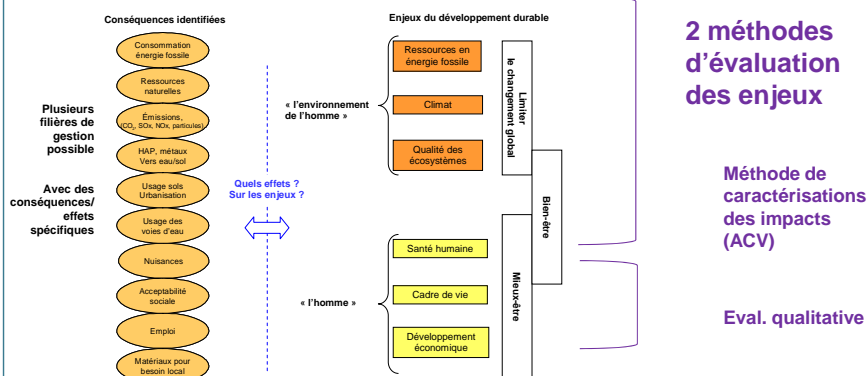 Conséquences identifiées
Enjeux du développement durable
2 méthodes
d'évaluation
des enjeux
Plusieurs
filières de
gestion
possible
Avec des
conséquences/
effets
spécifiques
Consommation
énergie fossile
Ressources
naturelles
Émissions,
(CO2, SOx, NOx, particules)
HAP, métaux
Vers eau/sol
Usage sols
Urbanisation
Usage des
voies d'eau
Nuisances
Acceptabilité
sociale
Emploi
Matériaux pour
besoin local
Quels effets ?
Sur les enjeux ?
« l'environnement
de l'homme »
« l'homme »
Ressources en
énergie fossile
Climat
Qualité des
écosystèmes
Santé humaine
Cadre de vie
Développement
économique
Limiter
le changement global
Bien-être
Mieux-être
Méthode de
caractérisations
des impacts
(ACV)
Eval. qualitative